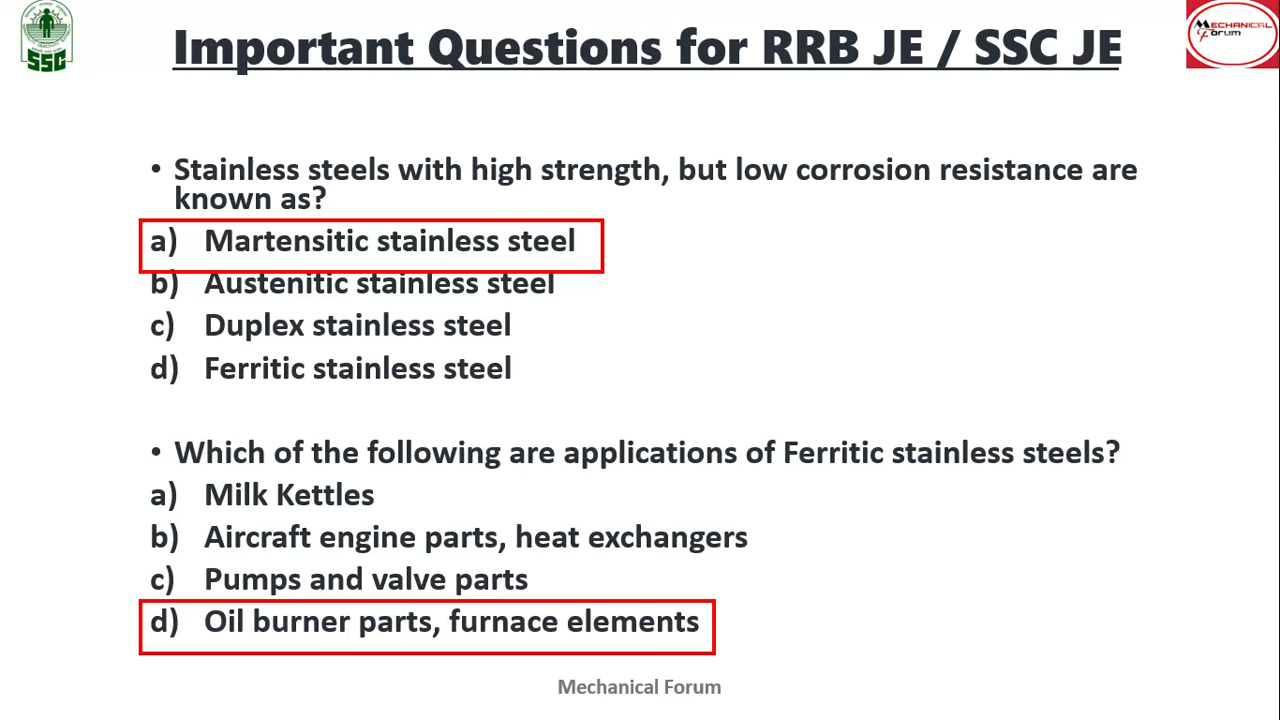 Important Questions for RRB JE / SSC JE
SSC
MECHANICAL
Forum
• Stainless steels with high strength, but low corrosion resistance are
known as?
a) Martensitic stainless steel
b) Austenitic stainless steel
c) Duplex stainless steel
d) Ferritic stainless steel
• Which of the following are applications of Ferritic stainless steels?
a) Milk Kettles
b) Aircraft engine parts, heat exchangers
c) Pumps and valve parts
d) Oil burner parts, furnace elements
Mechanical Forum